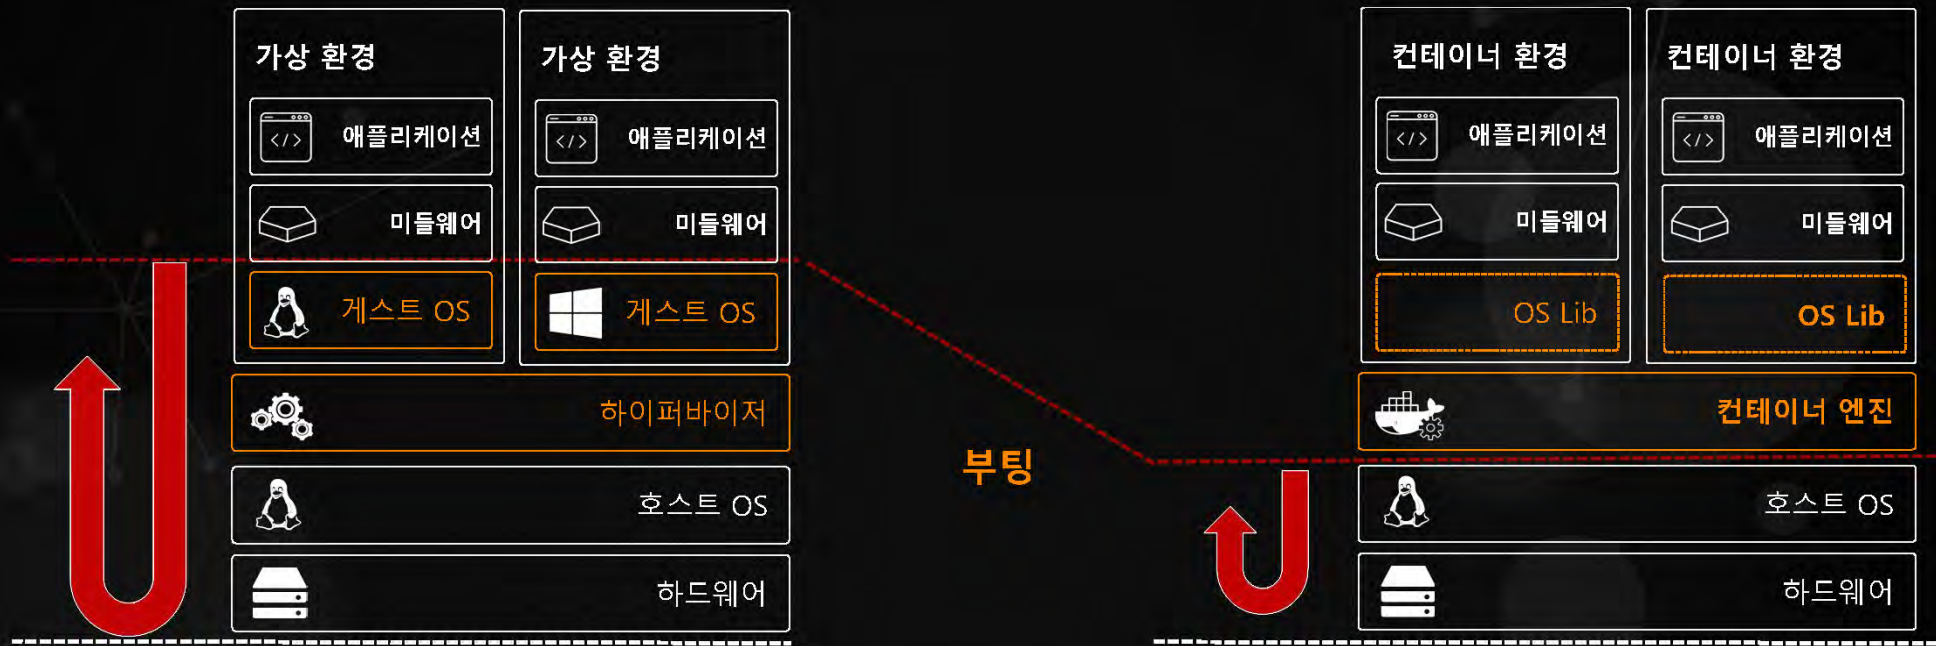 가상 환경
</> 애플리케이션
미들웨어
게스트 OS
가상 환경
</> 애플리케이션
미들웨어
게스트 OS
하이퍼바이저
호스트 OS
하드웨어
부팅
컨테이너 환경
</> 애플리케이션
미들웨어
OS Lib
컨테이너 환경
</> 애플리케이션
미들웨어
OS Lib
컨테이너 엔진
호스트 OS
하드웨어